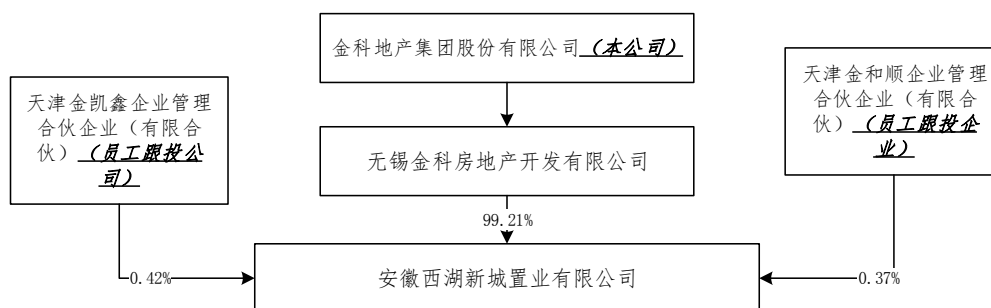 金科地产集团股份有限公司（本公司）
天津金凯鑫企业管理
合伙企业（有限合
伙）（员工跟投公
司）
天津金和顺企业管理
合伙企业（有限合
伙）（员工跟投企
业）
无锡金科房地产开发有限公司
99.21%
0.42%
安徽西湖新城置业有限公司
0.37%